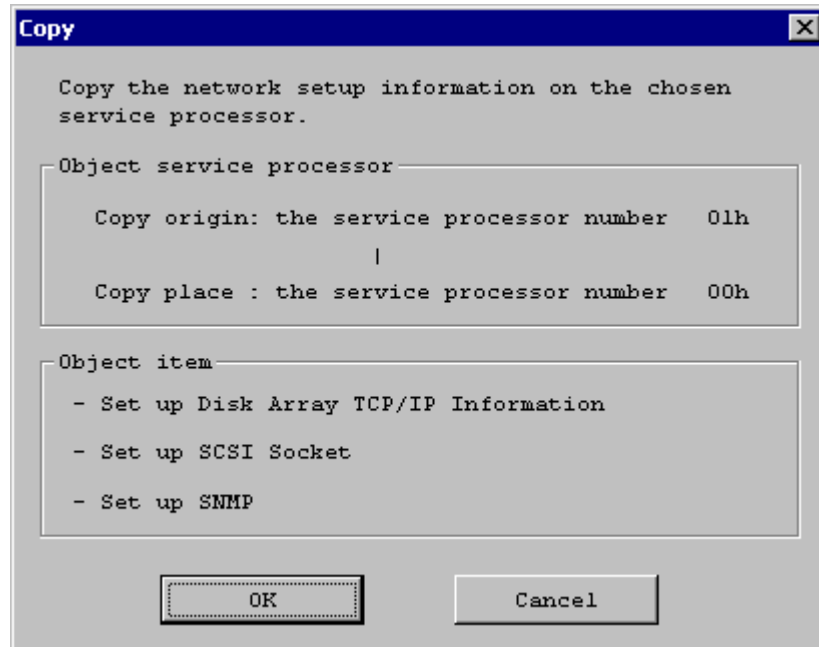 Copy
Copy the network setup information on the chosen
service processor.
Object service processor
Copy origin: the service processor number 01h
|
Copy place : the service processor number 00h
Object item
- Set up Disk Array TCP/IP Information
- Set up SCSI Socket
- Set up SNMP
OK Cancel